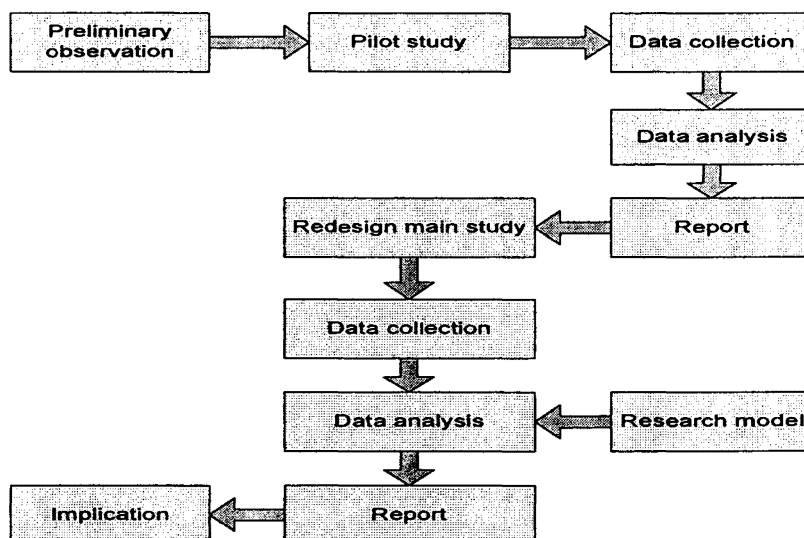 Preliminary
observation
Pilot study
Data collection
Data analysis
Report
Redesign main study
Data collection
Data analysis
Research model
Report
Implication